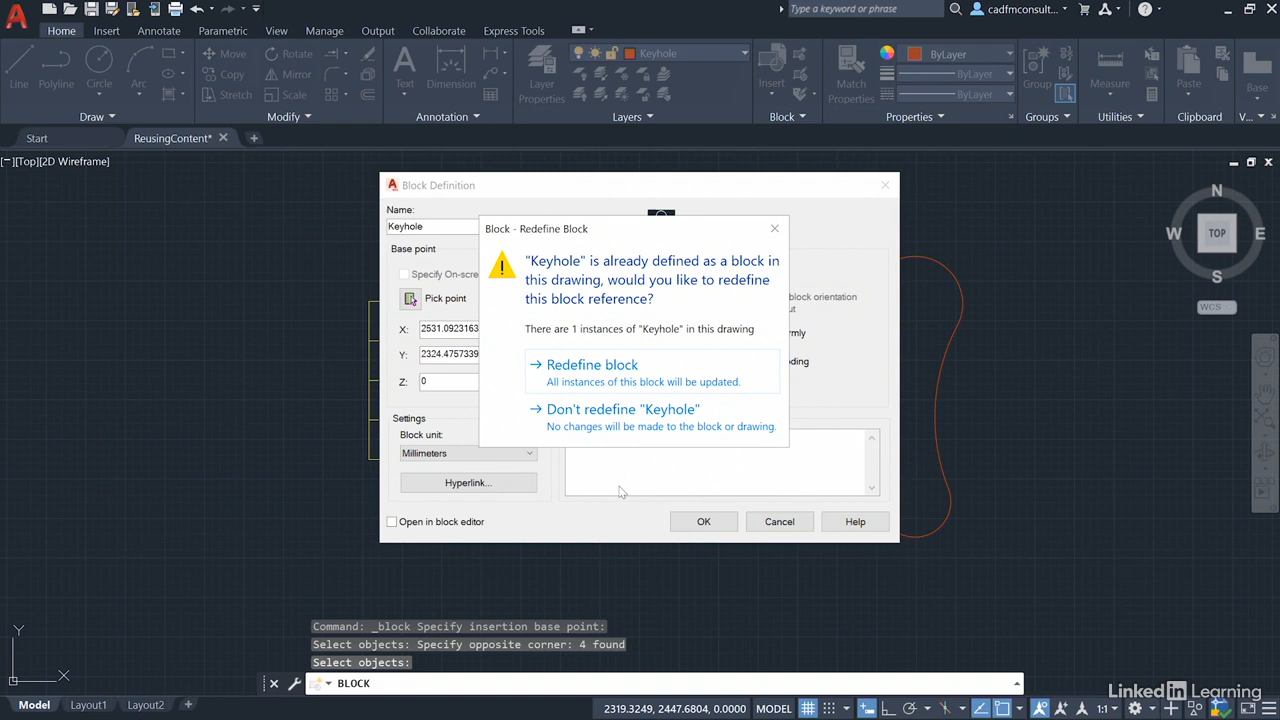 Type a keyword or phrase
cadfmconsult...
Home
Insert
Annotate
Parametric
View
Manage
Output
Collaborate
Express Tools
Line
Polyline
Circle
Arc
Move
Copy
Stretch
Rotate
Mirror
Scale
Text
Dimension
Layer
Properties
Keyhole
Insert
Match
Properties
ByLayer
ByLayer
ByLayer
Group
Measure
Paste
Base
Draw
Modify
Annotation
Layers
Block
Properties
Groups
Utilities
Clipboard
V...
Start
ReusingContent*
[−][Top][2D Wireframe]
N
W
TOP
E
S
WCS
Block Definition
Name:
Keyhole
Base point
Specify On-scre
Pick point
X:
2531.0923163
Y:
2324.4757339
Z:
0
Settings
Block unit:
Millimeters
Hyperlink...
Open in block editor
block orientation
ut
rmly
oding
OK
Cancel
Help
Block - Redefine Block
"Keyhole" is already defined as a block in
this drawing, would you like to redefine
this block reference?
There are 1 instances of "Keyhole" in this drawing
Redefine block
All instances of this block will be updated.
Don't redefine "Keyhole"
No changes will be made to the block or drawing.
Y
X
Command: _block Specify insertion base point:
Select objects: Specify opposite corner: 4 found
Select objects:
BLOCK
Model
Layout1
Layout2
2319.3249, 2447.6804, 0.0000
MODEL
1:1
LinkedIn Learning